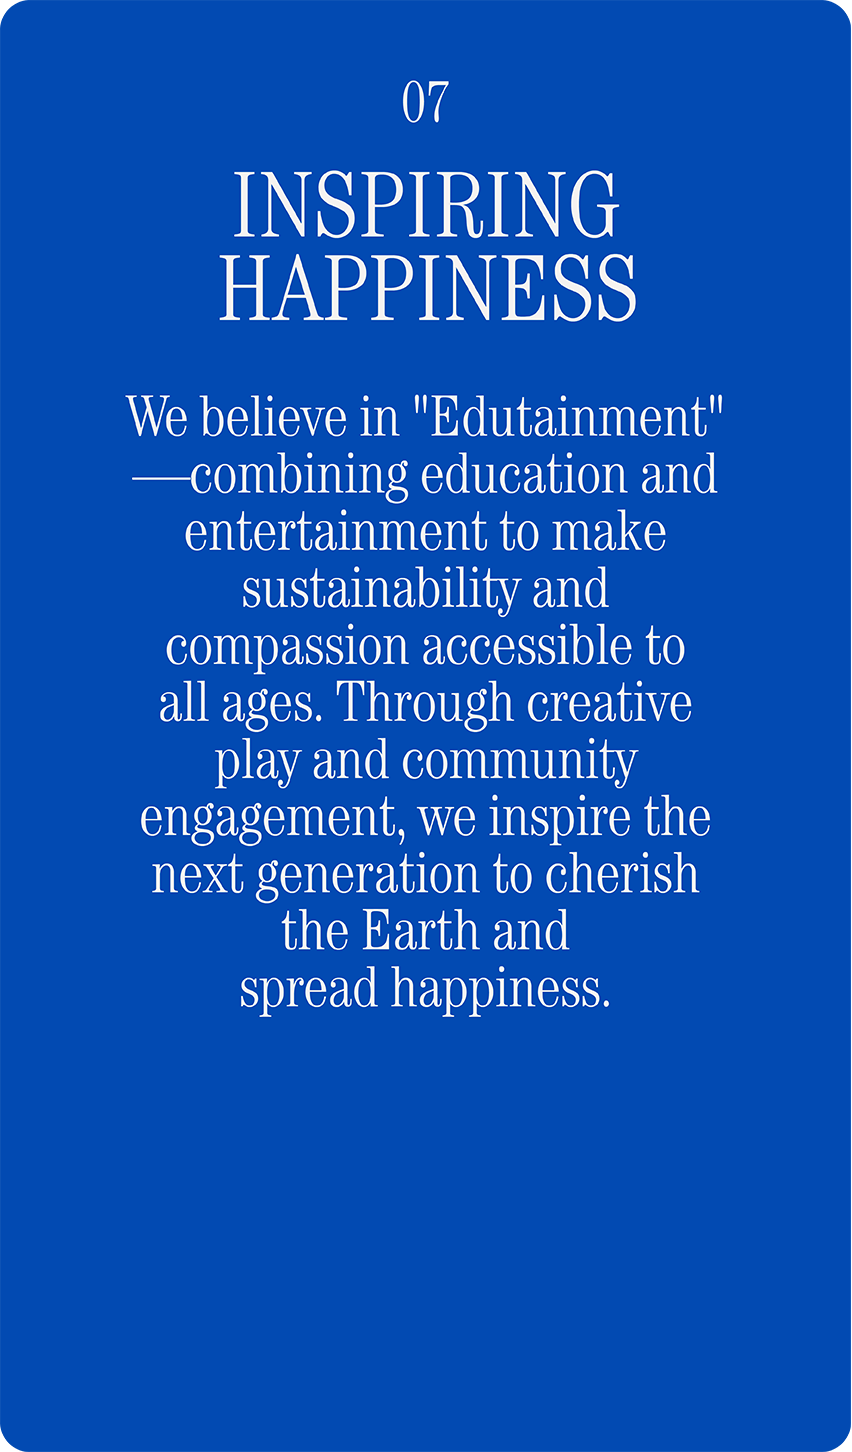 07
INSPIRING
HAPPINESS
We believe in "Edutainment"
—combining education and
entertainment to make
sustainability and
compassion accessible to
all ages. Through creative
play and community
engagement, we inspire the
next generation to cherish
the Earth and
spread happiness.